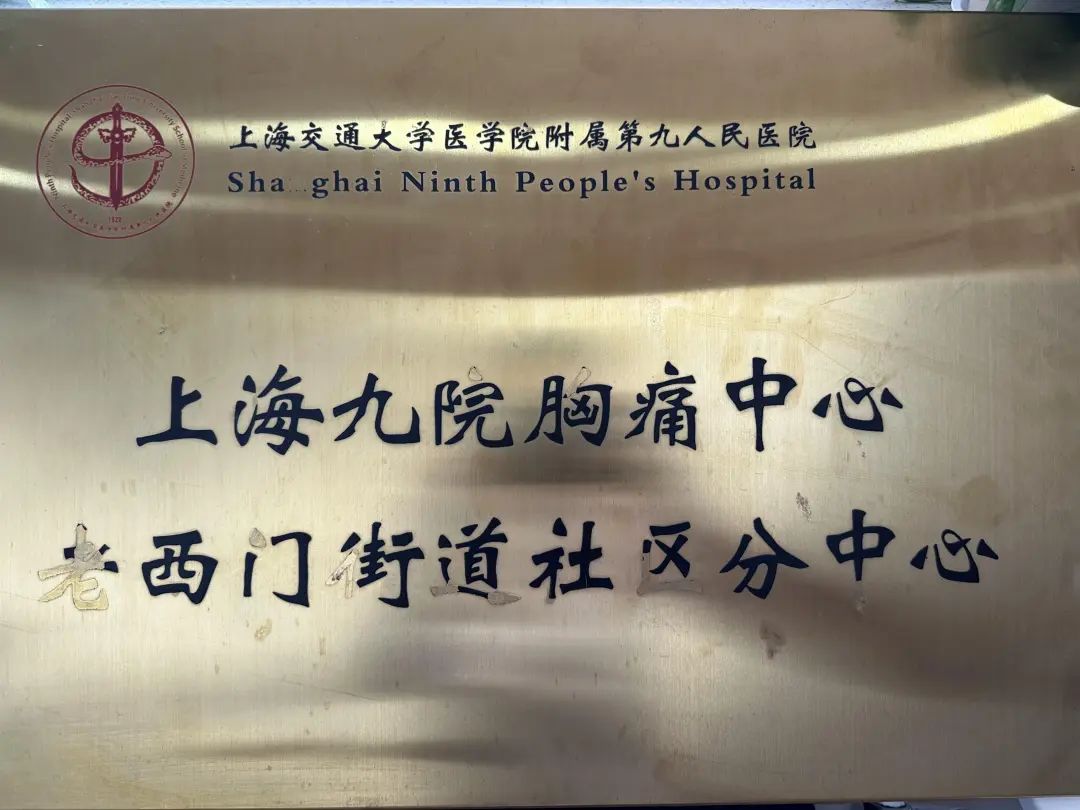 上海交通大学医学院附属第九人民医院
Sha ghai Ninth People's Hospital
上海九院胸痛中心
老西门街道社区分中心
1920